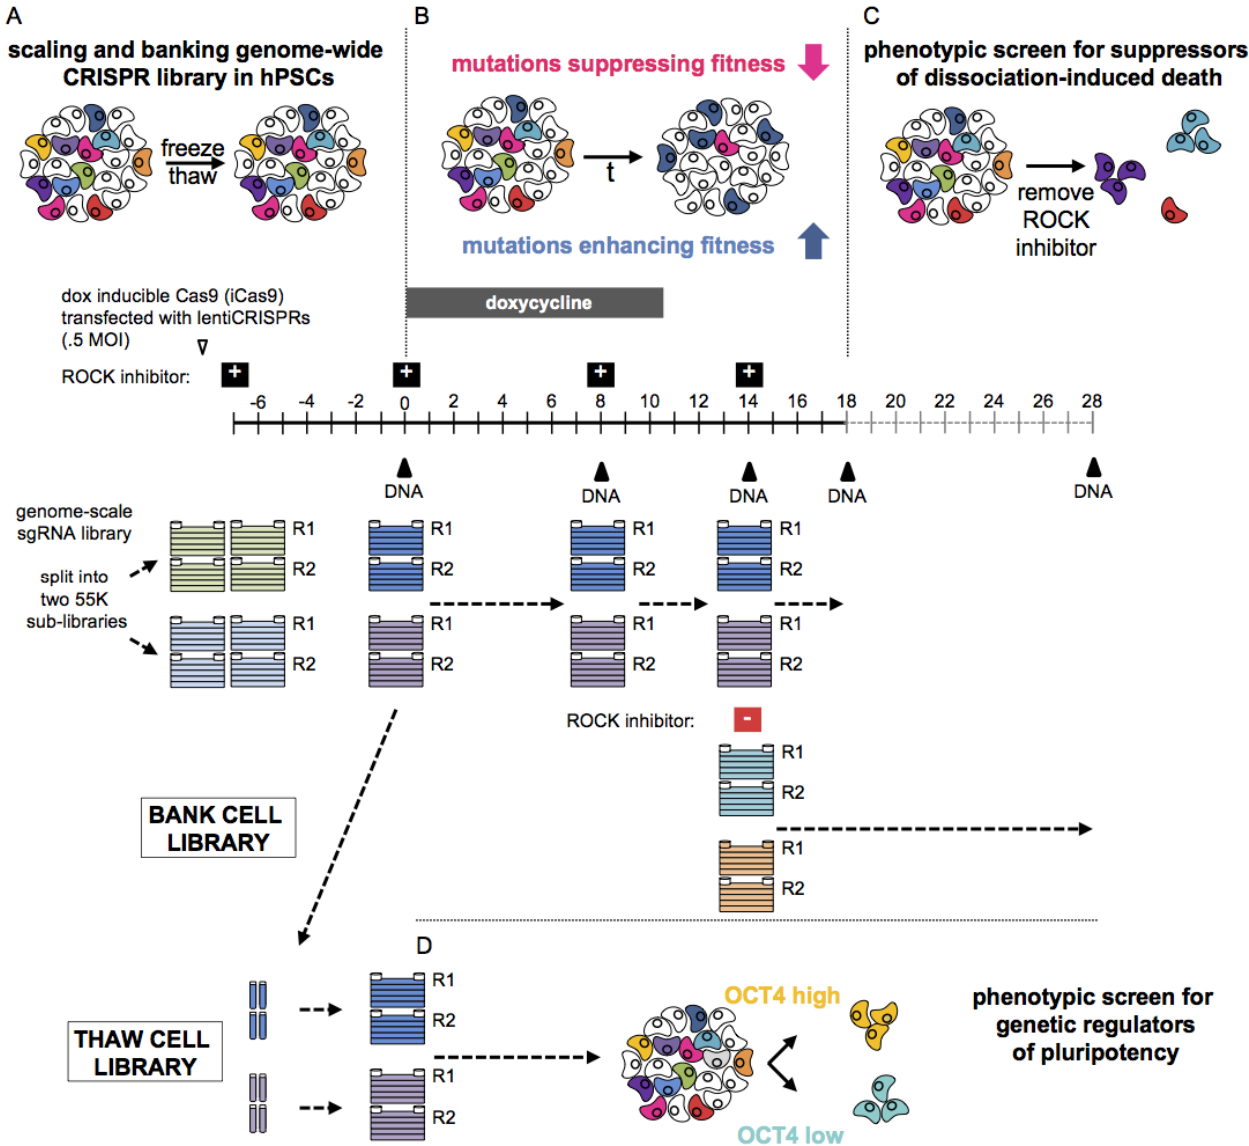 A
scaling and banking genome-wide
CRISPR library in hPSCs
freeze
thaw
B
mutations suppressing fitness
t
mutations enhancing fitness
C
phenotypic screen for suppressors
of dissociation-induced death
remove
ROCK
inhibitor
doxycycline
dox inducible Cas9 (iCas9)
transfected with lentiCRISPRs
(.5 MOI)
ROCK inhibitor:
+ + + +
-6 -4 -2 0 2 4 6 8 10 12 14 16 18 20 22 24 26 28
DNA DNA DNA DNA DNA
genome-scale
sgRNA library
split into
two 55K
sub-libraries
R1 R1 R1 R1
R2 R2 R2 R2
R1 R1 R1 R1
R2 R2 R2 R2
ROCK inhibitor:
-
R1
R2
R1
R2
BANK CELL
LIBRARY
THAW CELL
LIBRARY
R1
R2
R1
R2
D
OCT4 high
OCT4 low
phenotypic screen for
genetic regulators
of pluripotency